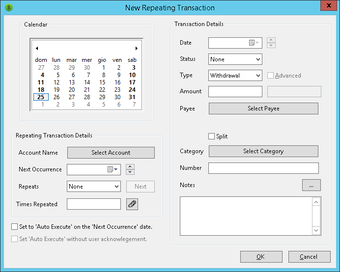 New Repeating Transaction
Calendar
dom lun mar mer gio ven sab
27 28 29 30 1 2 3
4 5 6 7 8 9 10
11 12 13 14 15 16 17
18 19 20 21 22 23 24
25 26 27 28 29 30 31
1 2 3 4 5 6 7
Repeating Transaction Details
Account Name Select Account
Next Occurrence
Repeats None Next
Times Repeated
Set to 'Auto Execute' on the 'Next Occurrence' date.
Set 'Auto Execute' without user acknowlegement.
Transaction Details
Date
Status None
Type Withdrawal Advanced
Amount
Payee Select Payee
Split
Category Select Category
Number
Notes ...
OK Cancel